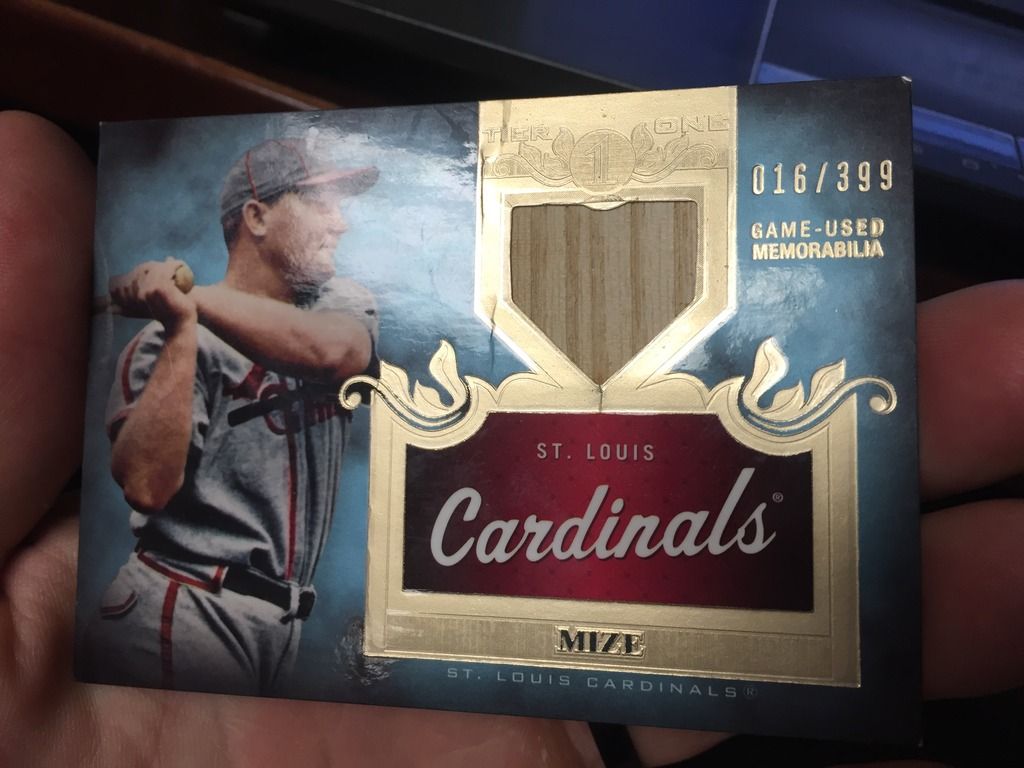 TIER 1 ONE
016/399
GAME-USED
MEMORABILIA
ST. LOUIS
Cardinals®
MIZE
ST. LOUIS CARDINALS®